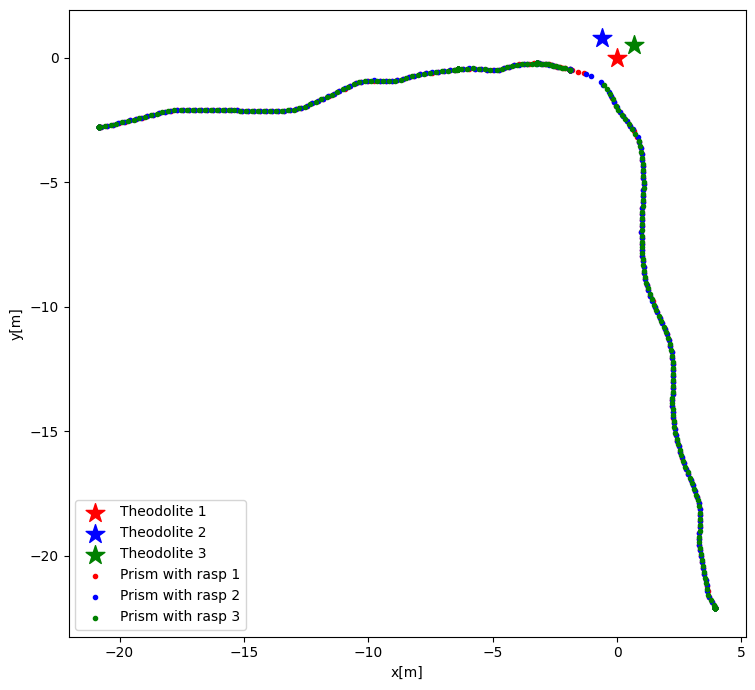 0
−5
−10
−15
−20
y[m]
Theodolite 1
Theodolite 2
Theodolite 3
Prism with rasp 1
Prism with rasp 2
Prism with rasp 3
−20 −15 −10 −5 0 5
x[m]